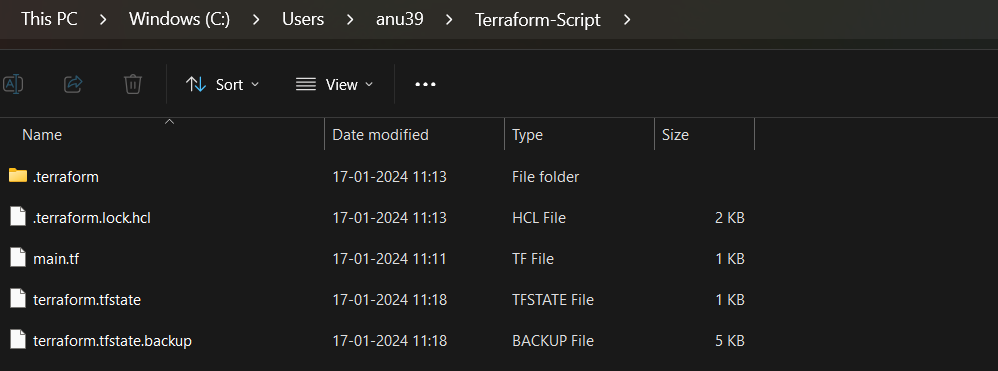 This PC > Windows (C:) > Users > anu39 > Terraform-Script >
Sort View
Name Date modified Type Size
.terraform 17-01-2024 11:13 File folder
.terraform.lock.hcl 17-01-2024 11:13 HCL File 2 KB
main.tf 17-01-2024 11:11 TF File 1 KB
terraform.tfstate 17-01-2024 11:18 TFSTATE File 1 KB
terraform.tfstate.backup 17-01-2024 11:18 BACKUP File 5 KB